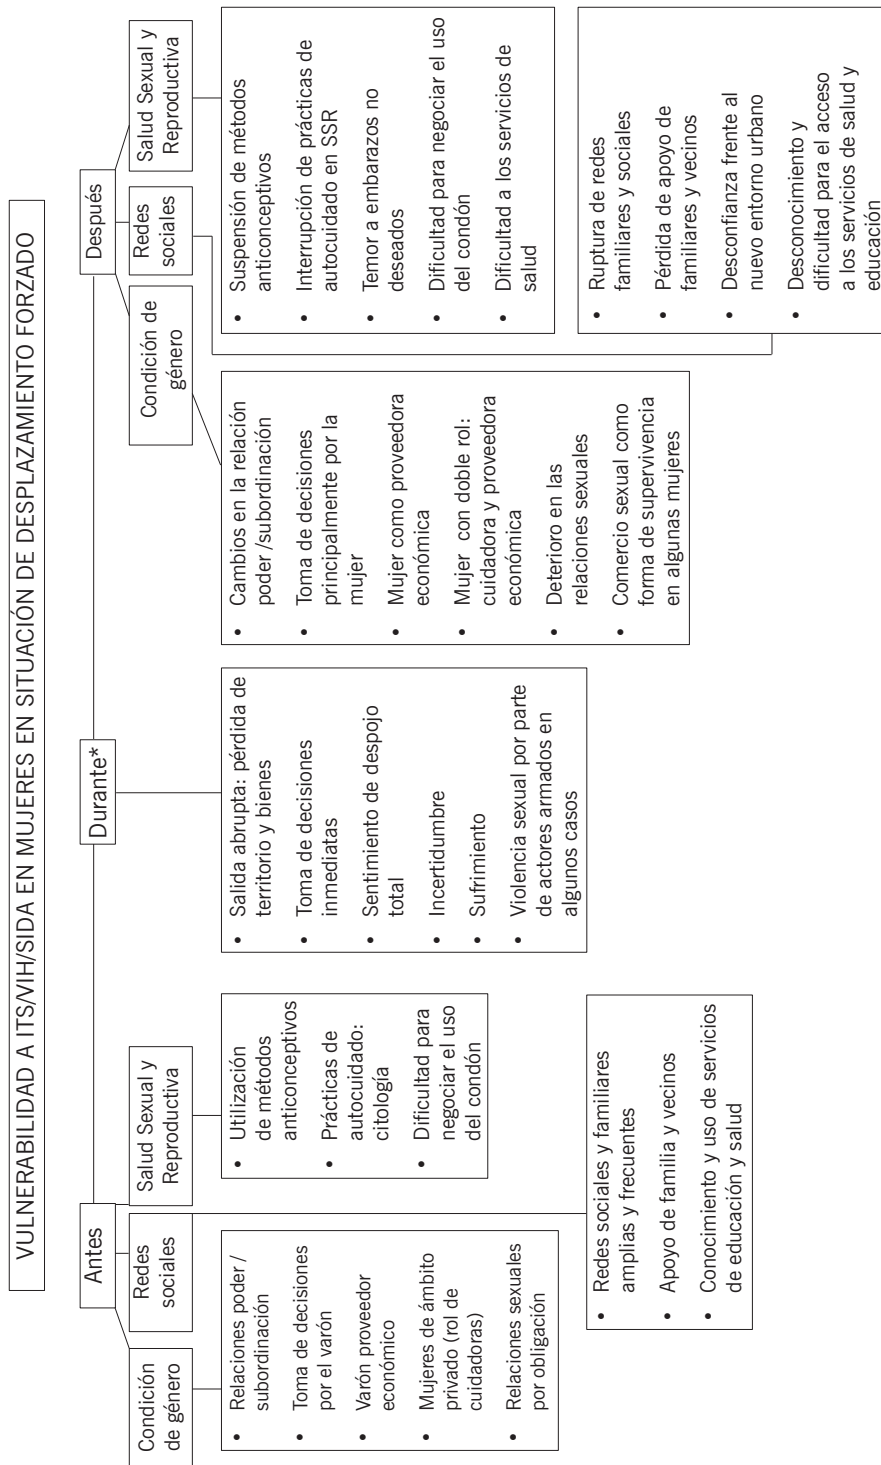 VULNERABILIDAD A ITS/VIH/SIDA EN MUJERES EN SITUACIÓN DE DESPLAZAMIENTO FORZADO
Antes
Condición
de género
• Relaciones poder /
subordinación
• Toma de decisiones
por el varón
• Varón proveedor
económico
• Mujeres de ámbito
privado (rol de
cuidadoras)
• Relaciones sexuales
por obligación
Redes
sociales
• Redes sociales y familiares
amplias y frecuentes
• Apoyo de familia y vecinos
• Conocimiento y uso de servicios
de educación y salud
Salud Sexual y
Reproductiva
• Utilización
de métodos
anticonceptivos
• Prácticas de
autocuidado:
citología
• Dificultad para
negociar el uso
del condón
Durante*
• Salida abrupta: pérdida de
territorio y bienes
• Toma de decisiones
inmediatas
• Sentimiento de despojo
total
• Incertidumbre
• Sufrimiento
• Violencia sexual por parte
de actores armados en
algunos casos
Después
Condición de
género
• Cambios en la relación
poder /subordinación
• Toma de decisiones
principalmente por la
mujer
• Mujer como proveedora
económica
• Mujer con doble rol:
cuidadora y proveedora
económica
• Deterioro en las
relaciones sexuales
• Comercio sexual como
forma de supervivencia
en algunas mujeres
Redes
sociales
• Ruptura de redes
familiares y sociales
• Pérdida de apoyo de
familiares y vecinos
• Desconfianza frente al
nuevo entorno urbano
• Desconocimiento y
dificultad para el acceso
a los servicios de salud y
educación
Salud Sexual y
Reproductiva
• Suspensión de métodos
anticonceptivos
• Interrupción de prácticas de
autocuidado en SSR
• Temor a embarazos no
deseados
• Dificultad para negociar el uso
del condón
• Dificultad a los servicios de
salud